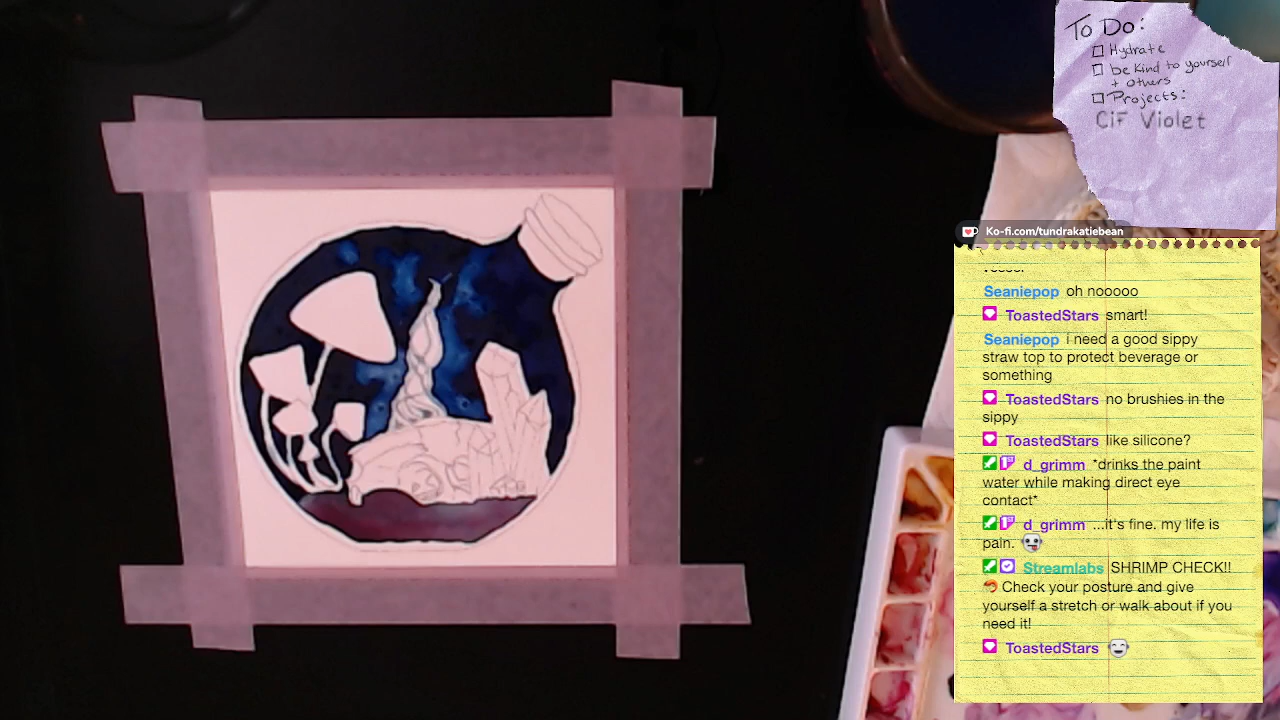 To Do:
Hydrate
be kind to yourself
+ others
Projects:
Cif Violet
Ko-fi.com/tundrakatiebean
Seaniepop oh nooooo
ToastedStars smart!
Seaniepop I need a good sippy
straw top to protect beverage or
something
ToastedStars no brushies in the
sippy
ToastedStars like silicone?
d_grimm *drinks the paint
water while making direct eye
contact*
d_grimm ...it's fine. my life is
pain.
Streamlabs SHRIMP CHECK!!
Check your posture and give
yourself a stretch or walk about if you
need it!
ToastedStars